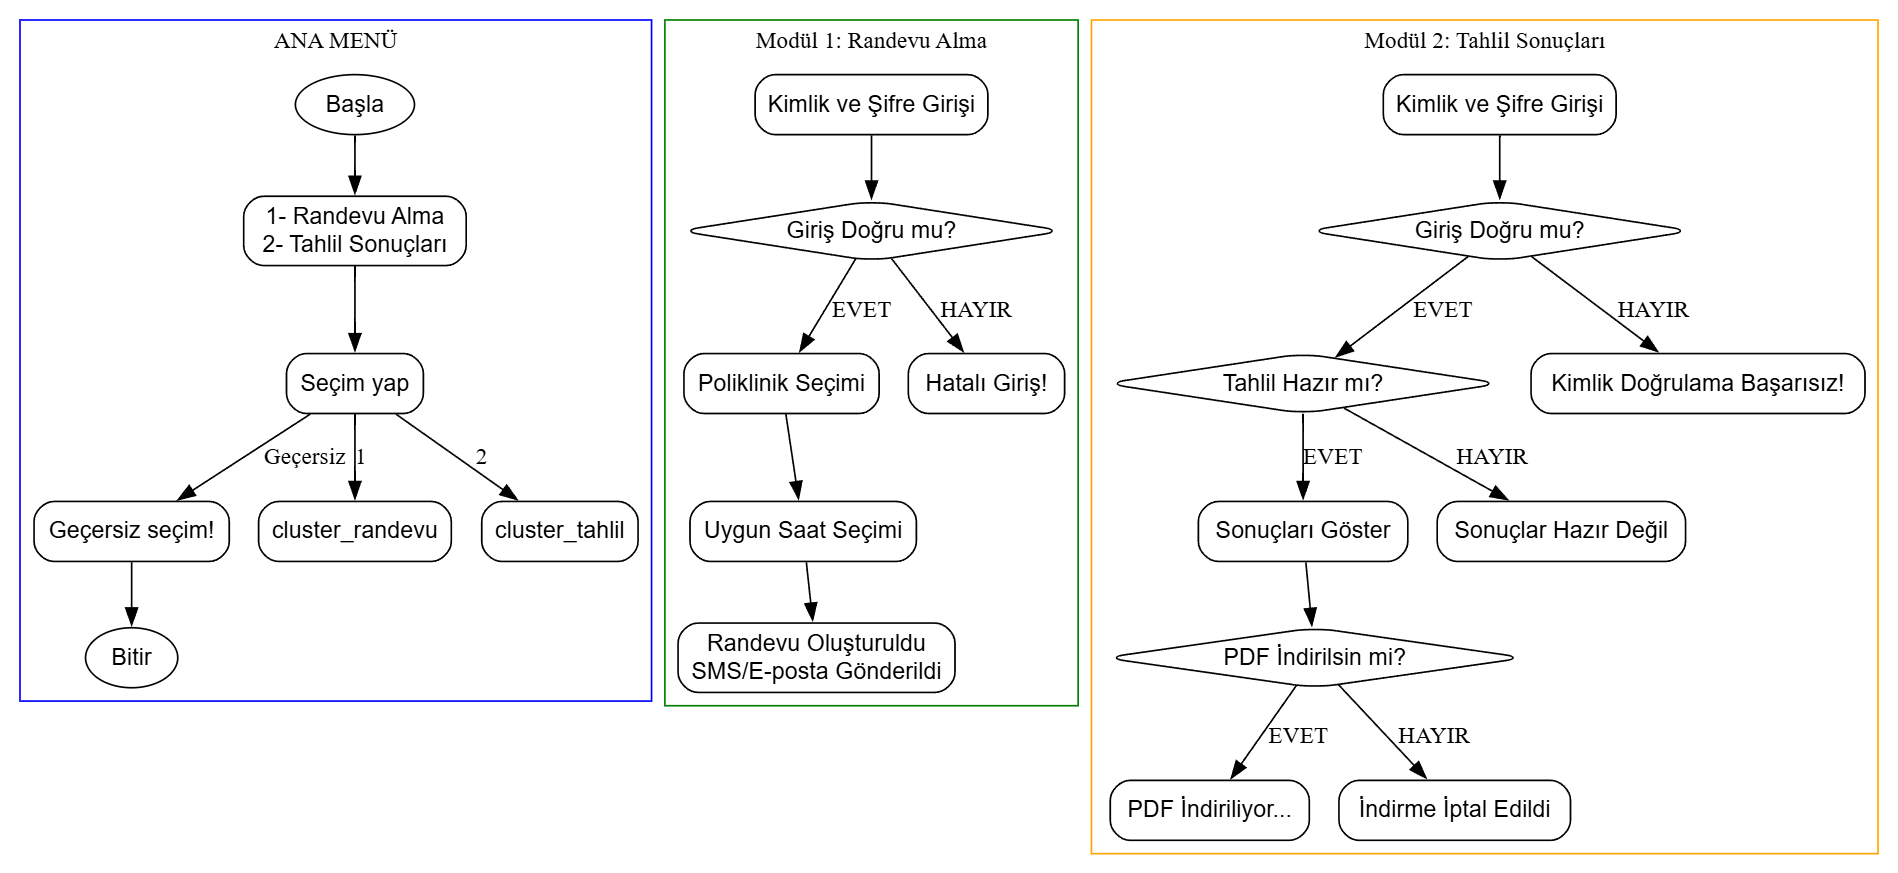 ANA MENÜ
Başla
1- Randevu Alma
2- Tahlil Sonuçları
Seçim yap
Geçersiz
1
2
Geçersiz seçim!
cluster_randevu
cluster_tahlil
Bitir
Modül 1: Randevu Alma
Kimlik ve Şifre Girişi
Giriş Doğru mu?
EVET
HAYIR
Poliklinik Seçimi
Hatalı Giriş!
Uygun Saat Seçimi
Randevu Oluşturuldu
SMS/E-posta Gönderildi
Modül 2: Tahlil Sonuçları
Kimlik ve Şifre Girişi
Giriş Doğru mu?
EVET
HAYIR
Tahlil Hazır mı?
Kimlik Doğrulama Başarısız!
EVET
HAYIR
Sonuçları Göster
Sonuçlar Hazır Değil
PDF İndirilsin mi?
EVET
HAYIR
PDF İndiriliyor...
İndirme İptal Edildi